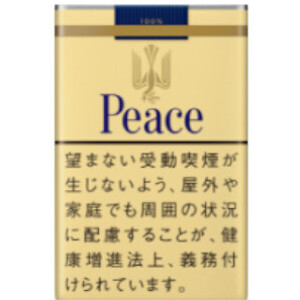 100%
Peace
望まない受動喫煙が
生じないよう、屋外や
家庭でも周囲の状況
に配慮することが、健
康増進法上、義務付
けられています。